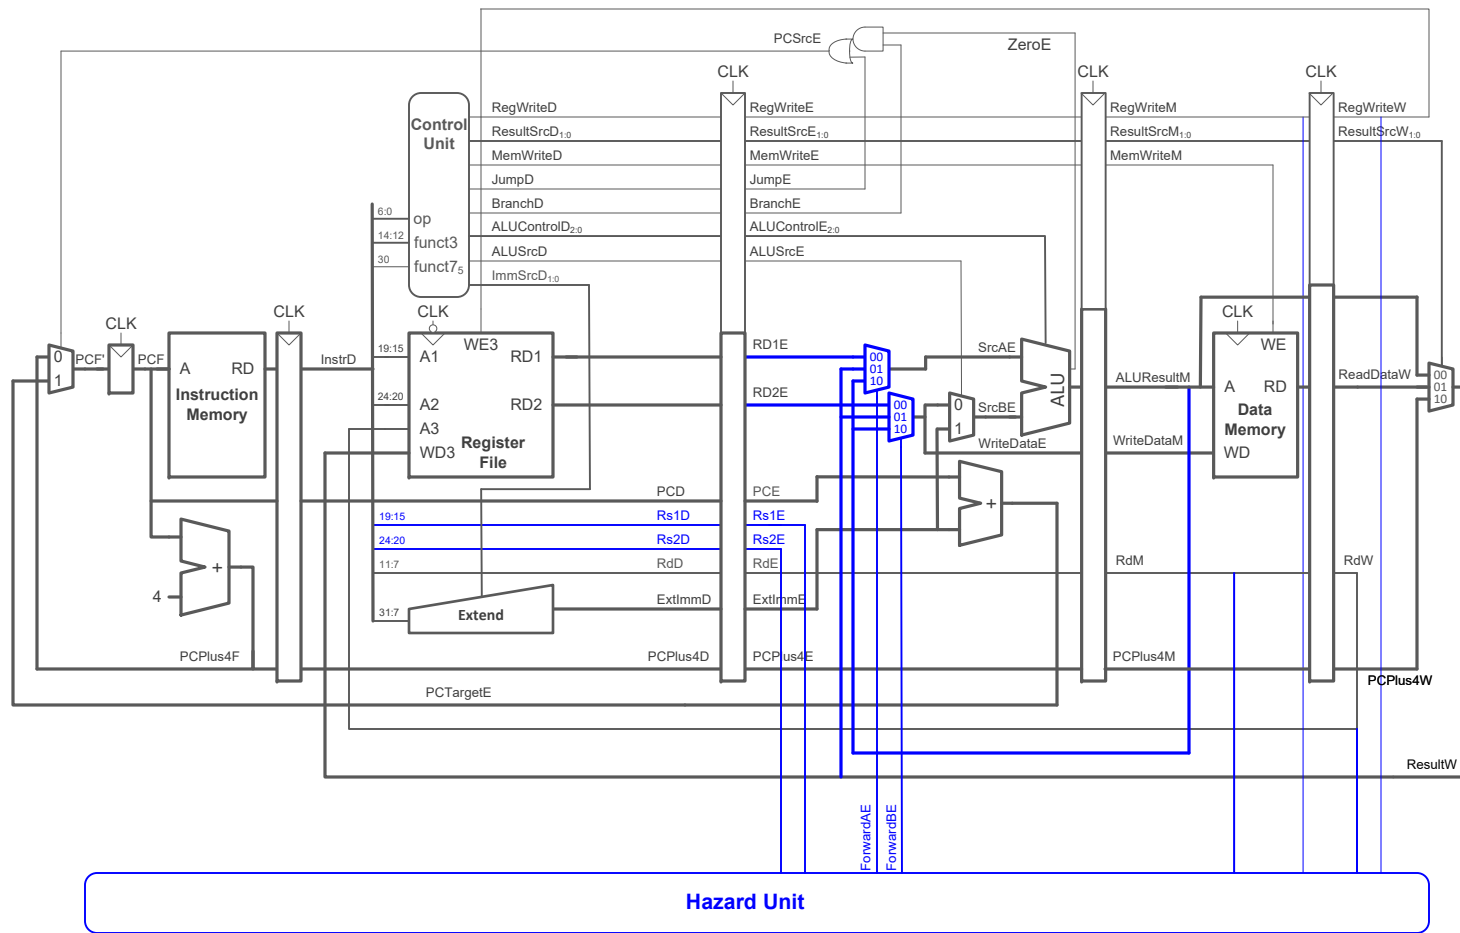 PCSrcE
ZeroE
CLK
CLK
CLK
Control
Unit
RegWriteD
RegWriteE
RegWriteM
RegWriteW
ResultSrcD1:0
ResultSrcE1:0
ResultSrcM1:0
ResultSrcW1:0
MemWriteD
MemWriteE
MemWriteM
JumpD
JumpE
BranchD
BranchE
6:0
op
ALUControlD2:0
ALUControlE2:0
14:12
funct3
ALUSrcD
ALUSrcE
30
funct75
ImmSrcD1:0
CLK
CLK
CLK
CLK
0
1
PCF'
PCF
A
RD
Instruction
Memory
InstrD
19:15
A1
WE3
RD1
24:20
A2
RD2
A3
WD3
Register
File
RD1E
00
01
10
RD2E
00
01
10
SrcAE
0
1
SrcBE
WriteDataE
ALU
ALUResultM
WriteDataM
WE
A
RD
Data
Memory
WD
ReadDataW
00
01
10
PCD
PCE
+
19:15
Rs1D
Rs1E
24:20
Rs2D
Rs2E
11:7
RdD
RdE
RdM
RdW
+
4
31:7
Extend
ExtImmD
ExtImmE
PCPlus4F
PCPlus4D
PCPlus4E
PCPlus4M
PCPlus4W
PCTargetE
ResultW
ForwardAE
ForwardBE
Hazard Unit